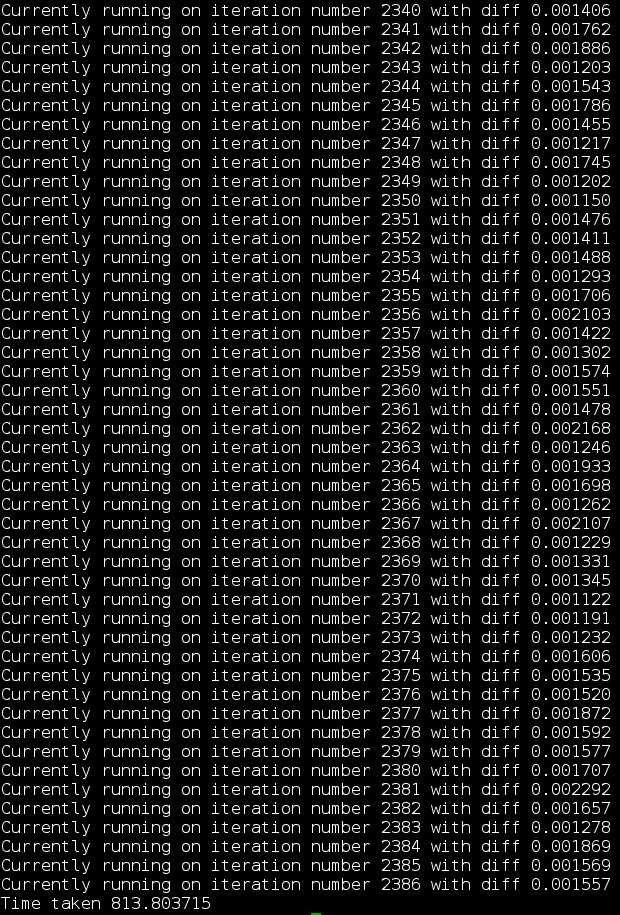 Currently running on iteration number 2340 with diff 0.001406
Currently running on iteration number 2341 with diff 0.001762
Currently running on iteration number 2342 with diff 0.001886
Currently running on iteration number 2343 with diff 0.001203
Currently running on iteration number 2344 with diff 0.001543
Currently running on iteration number 2345 with diff 0.001786
Currently running on iteration number 2346 with diff 0.001455
Currently running on iteration number 2347 with diff 0.001217
Currently running on iteration number 2348 with diff 0.001745
Currently running on iteration number 2349 with diff 0.001202
Currently running on iteration number 2350 with diff 0.001150
Currently running on iteration number 2351 with diff 0.001476
Currently running on iteration number 2352 with diff 0.001411
Currently running on iteration number 2353 with diff 0.001488
Currently running on iteration number 2354 with diff 0.001293
Currently running on iteration number 2355 with diff 0.001706
Currently running on iteration number 2356 with diff 0.002103
Currently running on iteration number 2357 with diff 0.001422
Currently running on iteration number 2358 with diff 0.001302
Currently running on iteration number 2359 with diff 0.001574
Currently running on iteration number 2360 with diff 0.001551
Currently running on iteration number 2361 with diff 0.001478
Currently running on iteration number 2362 with diff 0.002168
Currently running on iteration number 2363 with diff 0.001246
Currently running on iteration number 2364 with diff 0.001933
Currently running on iteration number 2365 with diff 0.001698
Currently running on iteration number 2366 with diff 0.001262
Currently running on iteration number 2367 with diff 0.002107
Currently running on iteration number 2368 with diff 0.001229
Currently running on iteration number 2369 with diff 0.001331
Currently running on iteration number 2370 with diff 0.001345
Currently running on iteration number 2371 with diff 0.001122
Currently running on iteration number 2372 with diff 0.001191
Currently running on iteration number 2373 with diff 0.001232
Currently running on iteration number 2374 with diff 0.001606
Currently running on iteration number 2375 with diff 0.001535
Currently running on iteration number 2376 with diff 0.001520
Currently running on iteration number 2377 with diff 0.001872
Currently running on iteration number 2378 with diff 0.001592
Currently running on iteration number 2379 with diff 0.001577
Currently running on iteration number 2380 with diff 0.001707
Currently running on iteration number 2381 with diff 0.002292
Currently running on iteration number 2382 with diff 0.001657
Currently running on iteration number 2383 with diff 0.001278
Currently running on iteration number 2384 with diff 0.001869
Currently running on iteration number 2385 with diff 0.001569
Currently running on iteration number 2386 with diff 0.001557
Time taken 813.803715